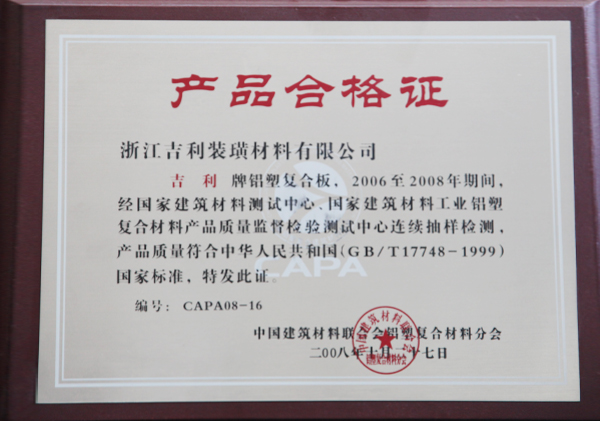 产品合格证
浙江吉利装璜材料有限公司
吉利 牌铝塑复合板，2006至2008年期间，
经国家建筑材料测试中心、国家建筑材料工业铝塑
复合材料产品质量监督检验测试中心连续抽样检测，
产品质量符合中华人民共和国(GB/T17748-1999)
国家标准，特发此证。
CAPA
编号：CAPA08-16
中国建筑材料联合会铝塑复合材料分会
二00八年十月 十七日